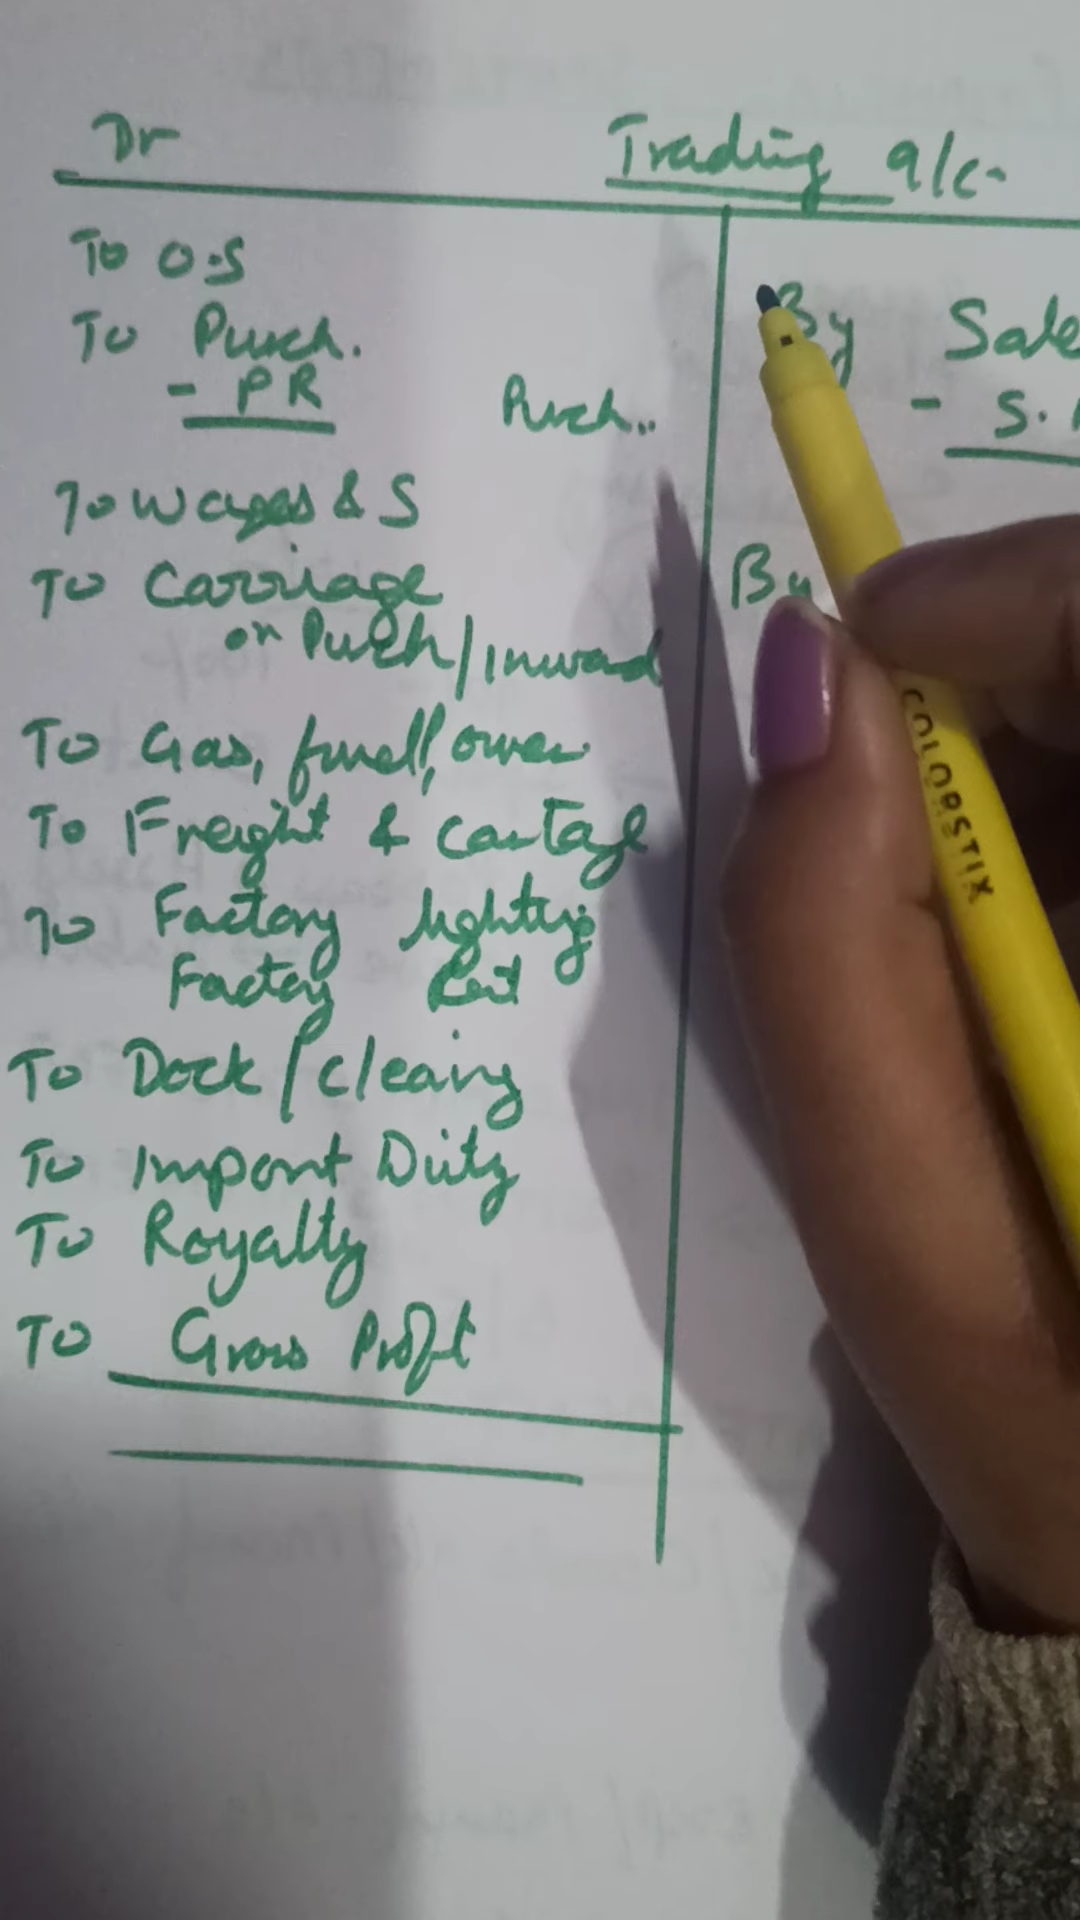 Dr
Trading a/c.
To O.S
To Purch.
- PR
Purch..
To Wages & S
To Carriage
on Purch/Inward
To Gas, fuel,
To Freight & cartage
To Factory lighting
Factory Rent
To Dock/Clearing
To Import Duty
To Royalty
To Gross Profit
By Sale
- S.
By
COLORSTIX